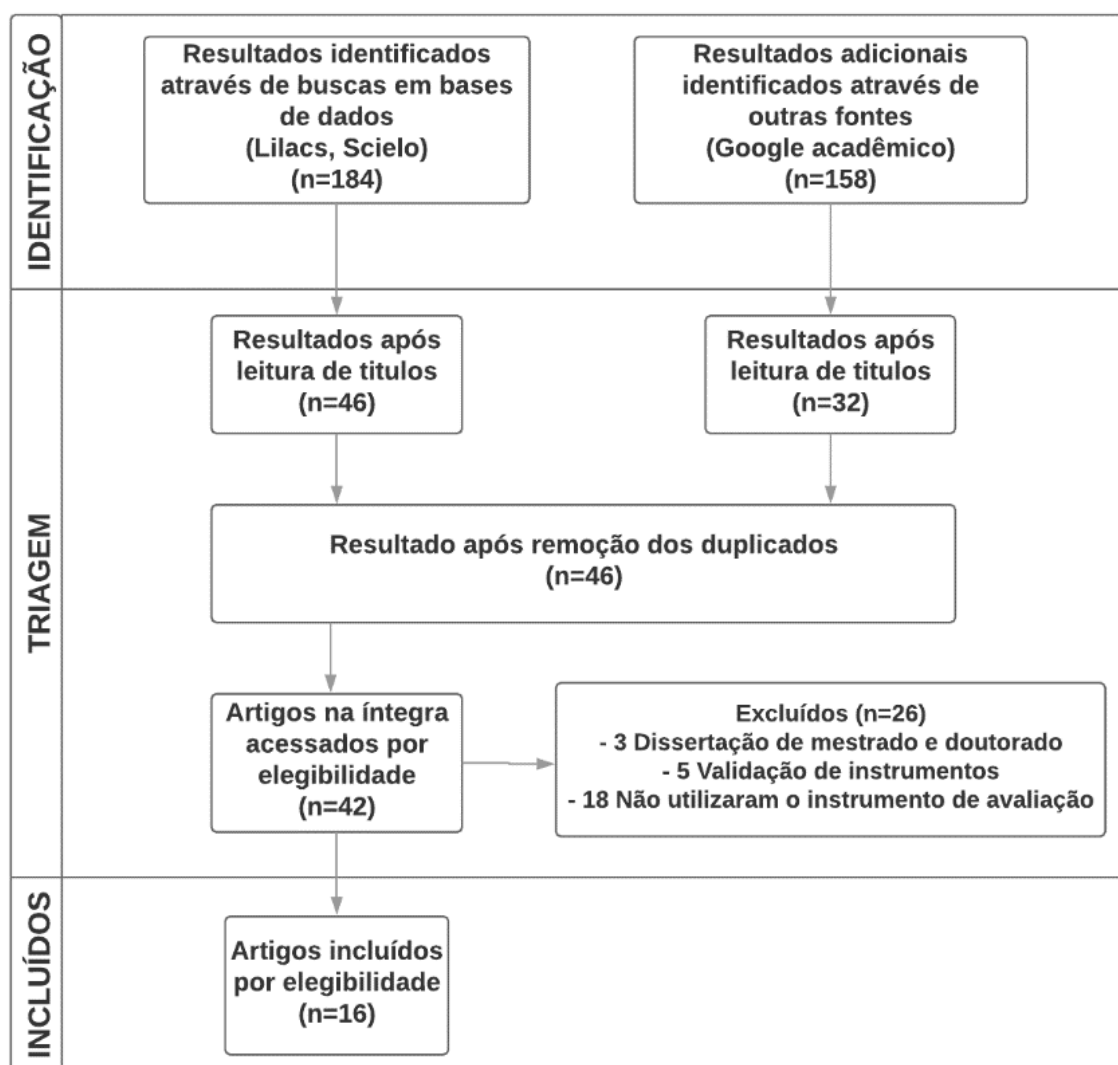 IDENTIFICAÇÃO
Resultados identificados
através de buscas em bases
de dados
(Lilacs, Scielo)
(n=184)
Resultados adicionais
identificados através de
outras fontes
(Google acadêmico)
(n=158)
TRIAGEM
Resultados após
leitura de titulos
(n=46)
Resultados após
leitura de titulos
(n=32)
Resultado após remoção dos duplicados
(n=46)
Artigos na íntegra
acessados por
elegibilidade
(n=42)
Excluídos (n=26)
- 3 Dissertação de mestrado e doutorado
- 5 Validação de instrumentos
- 18 Não utilizaram o instrumento de avaliação
INCLUÍDOS
Artigos incluídos
por elegibilidade
(n=16)